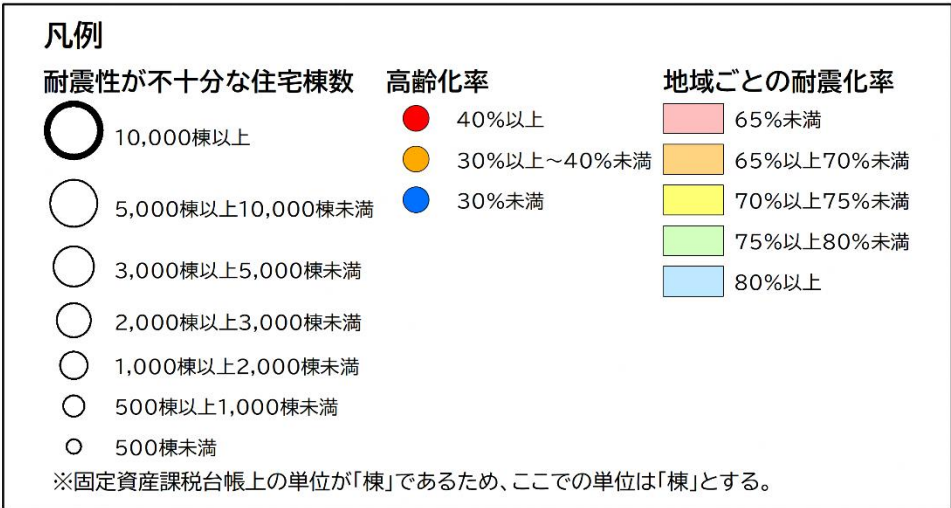 凡例
耐震性が不十分な住宅棟数
10,000棟以上
5,000棟以上10,000棟未満
3,000棟以上5,000棟未満
2,000棟以上3,000棟未満
1,000棟以上2,000棟未満
500棟以上1,000棟未満
500棟未満
高齢化率
40%以上
30%以上～40%未満
30%未満
地域ごとの耐震化率
65%未満
65%以上70%未満
70%以上75%未満
75%以上80%未満
80%以上
※固定資産課税台帳上の単位が「棟」であるため、ここでの単位は「棟」とする。